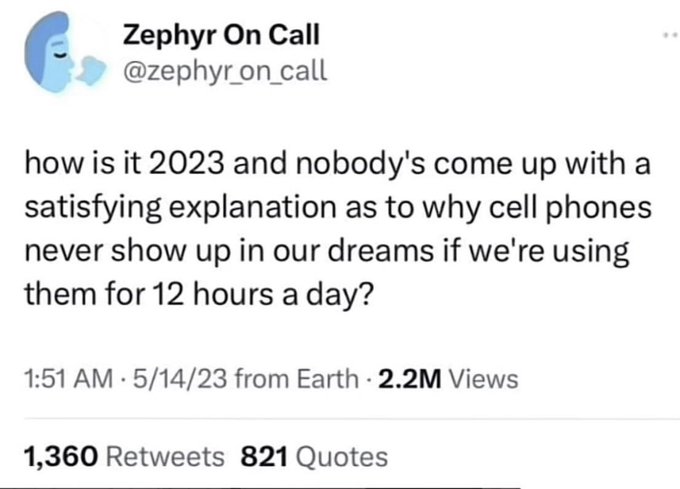 Zephyr On Call
@zephyr_on_call
how is it 2023 and nobody's come up with a
satisfying explanation as to why cell phones
never show up in our dreams if we're using
them for 12 hours a day?
1:51 AM · 5/14/23 from Earth · 2.2M Views
1,360 Retweets 821 Quotes